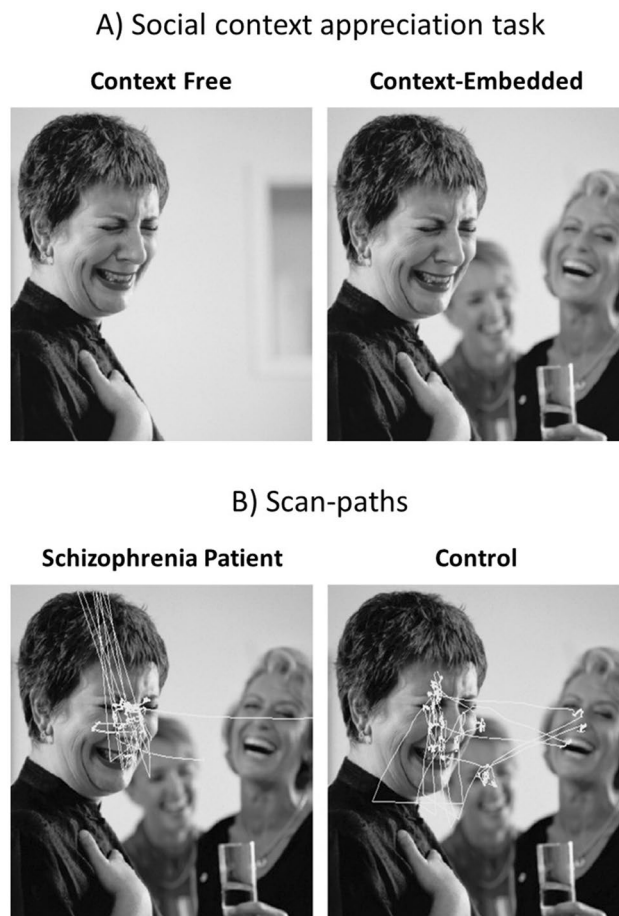 A) Social context appreciation task
Context Free
Context-Embedded
B) Scan-paths
Schizophrenia Patient
Control